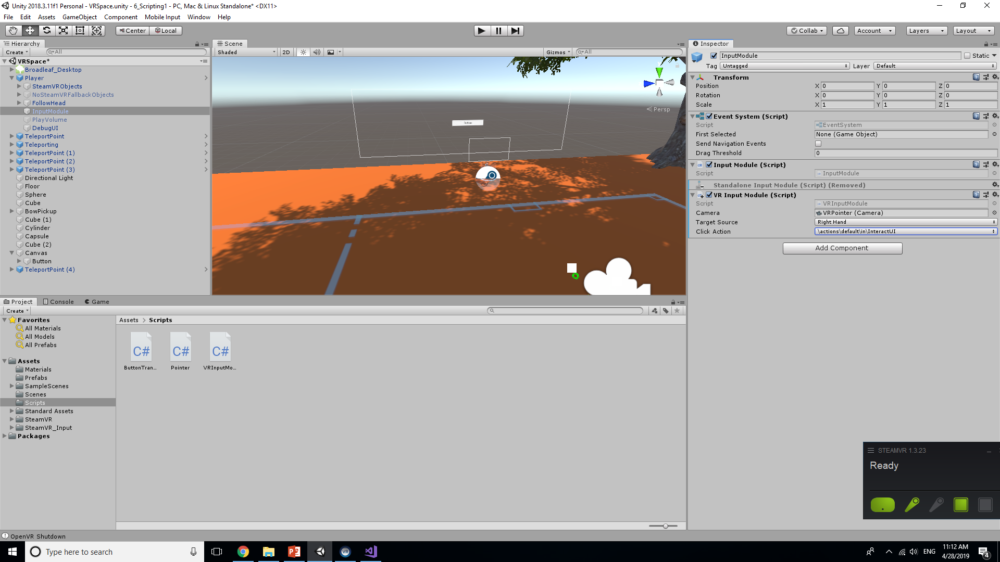 Unity 2018.3.11f1 Personal - VRSpace.unity - 6_Scripting1 - PC, Mac & Linux Standalone* <DX11>
File Edit Assets GameObject Component Mobile Input Window Help
Center Local
Collab Account Layers Layout
Hierarchy
Create All
VRSpace*
Broadleaf_Desktop
Player
SteamVRObjects
NoSteamVRFallbackObjects
FollowHead
InputModule
PlayVolume
DebugUI
TeleportPoint
Teleporting
TeleportPoint (1)
TeleportPoint (2)
TeleportPoint (3)
Directional Light
Floor
Sphere
Cube
BowPickup
Cube (1)
Cylinder
Capsule
Cube (2)
Canvas
Button
TeleportPoint (4)
Scene
Shaded 2D Gizmos All
Persp
Button
Inspector
InputModule Static
Tag Untagged Layer Default
Transform
Position X 0 Y 0 Z 0
Rotation X 0 Y 0 Z 0
Scale X 1 Y 1 Z 1
Event System (Script)
Script EventSystem
First Selected None (Game Object)
Send Navigation Events
Drag Threshold 0
Input Module (Script)
Script InputModule
Standalone Input Module (Script) (Removed)
VR Input Module (Script)
Script VRInputModule
Camera VRPointer (Camera)
Target Source Right Hand
Click Action \actions\default\in\InteractUI
Add Component
Project Console Game
Create
Favorites
All Materials
All Models
All Prefabs
Assets
Materials
Prefabs
SampleScenes
Scenes
Scripts
Standard Assets
SteamVR
SteamVR_Input
Packages
Assets > Scripts
C# C# C#
ButtonTran... Pointer VRInputMo...
STEAMVR 1.3.23
Ready
OpenVR Shutdown
Type here to search
VR
ENG
11:12 AM
4/28/2019
4